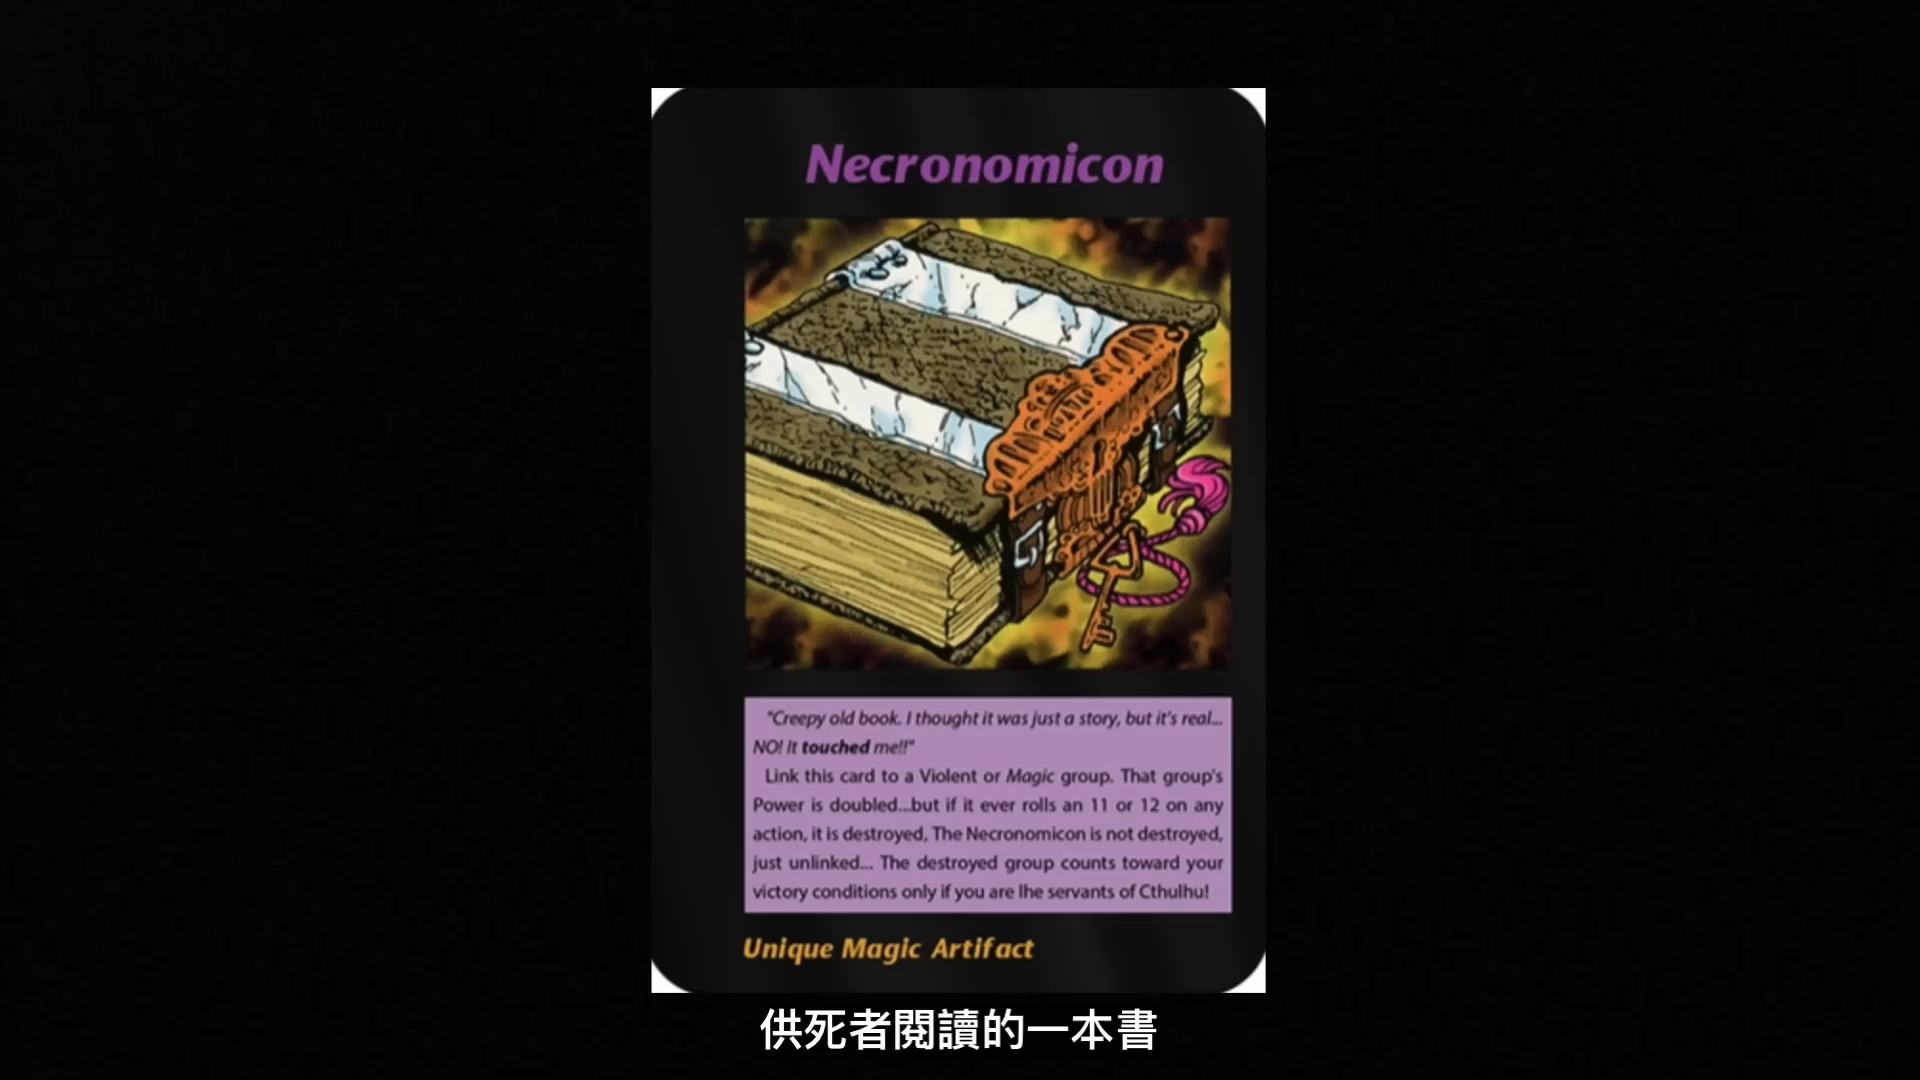 Necronomicon
"Creepy old book. I thought it was just a story, but it's real...
NO! It touched me!!"
Link this card to a Violent or Magic group. That group's
Power is doubled...but if it ever rolls an 11 or 12 on any
action, it is destroyed, The Necronomicon is not destroyed,
just unlinked... The destroyed group counts toward your
victory conditions only if you are lhe servants of Cthulhu!
Unique Magic Artifact
供死者閱讀的一本書